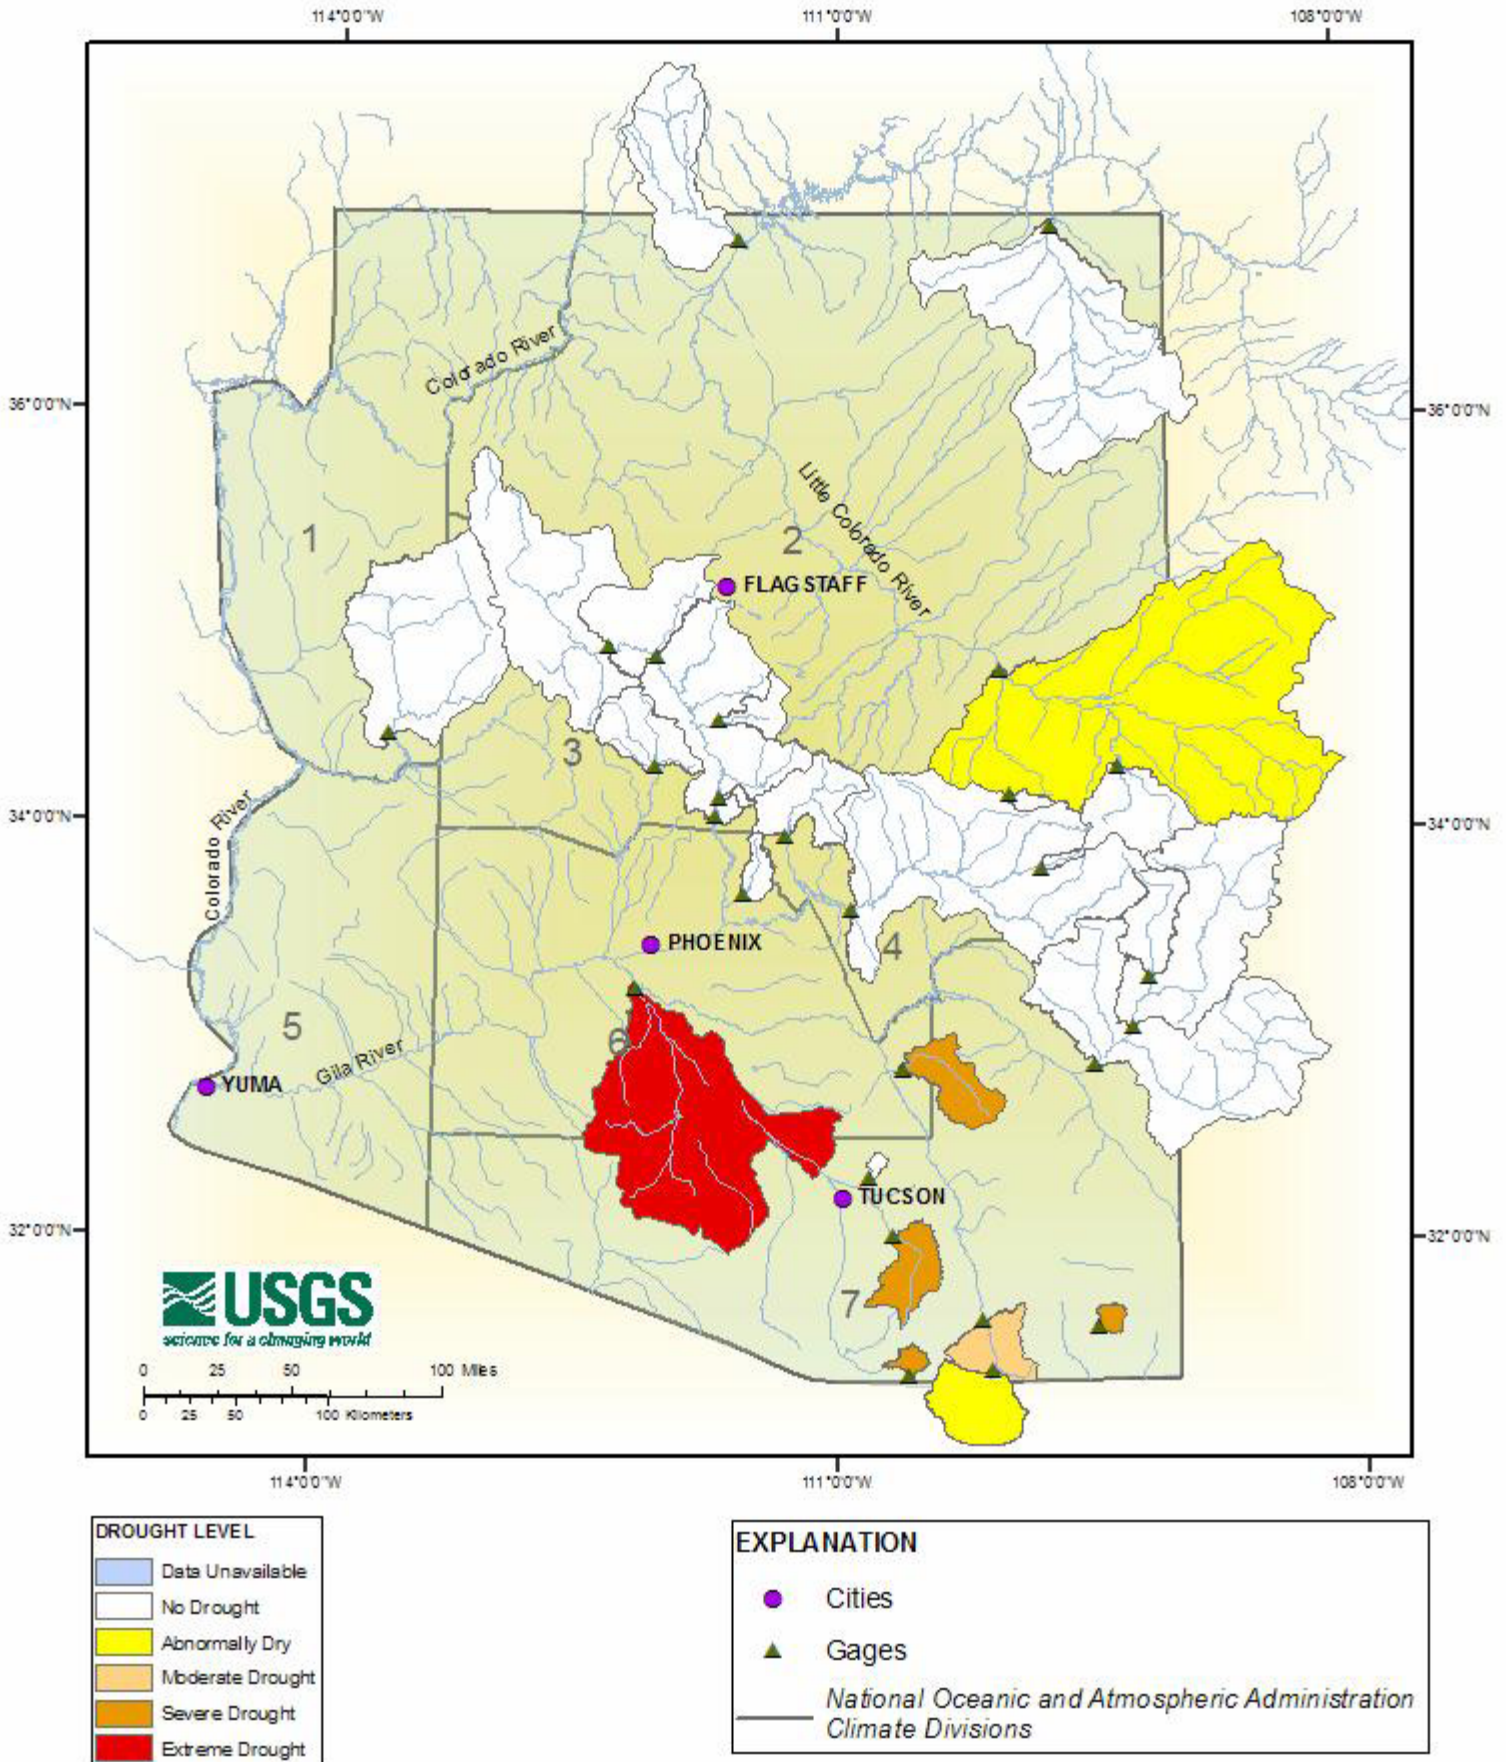 114°0'0"W 111°0'0"W 108°0'0"W
Colorado River
36°0'0"N 36°0'0"N
Little Colorado River
1 2
FLAGSTAFF
3
Colorado River
34°0'0"N 34°0'0"N
PHOENIX 4
5 6
Gila River
YUMA
TUCSON
32°0'0"N 32°0'0"N
USGS 7
science for a changing world
0 25 50 100 Miles
0 25 50 100 Kilometers
114°0'0"W 111°0'0"W 108°0'0"W
DROUGHT LEVEL
Data Unavailable
No Drought
Abnormally Dry
Moderate Drought
Severe Drought
Extreme Drought
EXPLANATION
Cities
Gages
National Oceanic and Atmospheric Administration
Climate Divisions